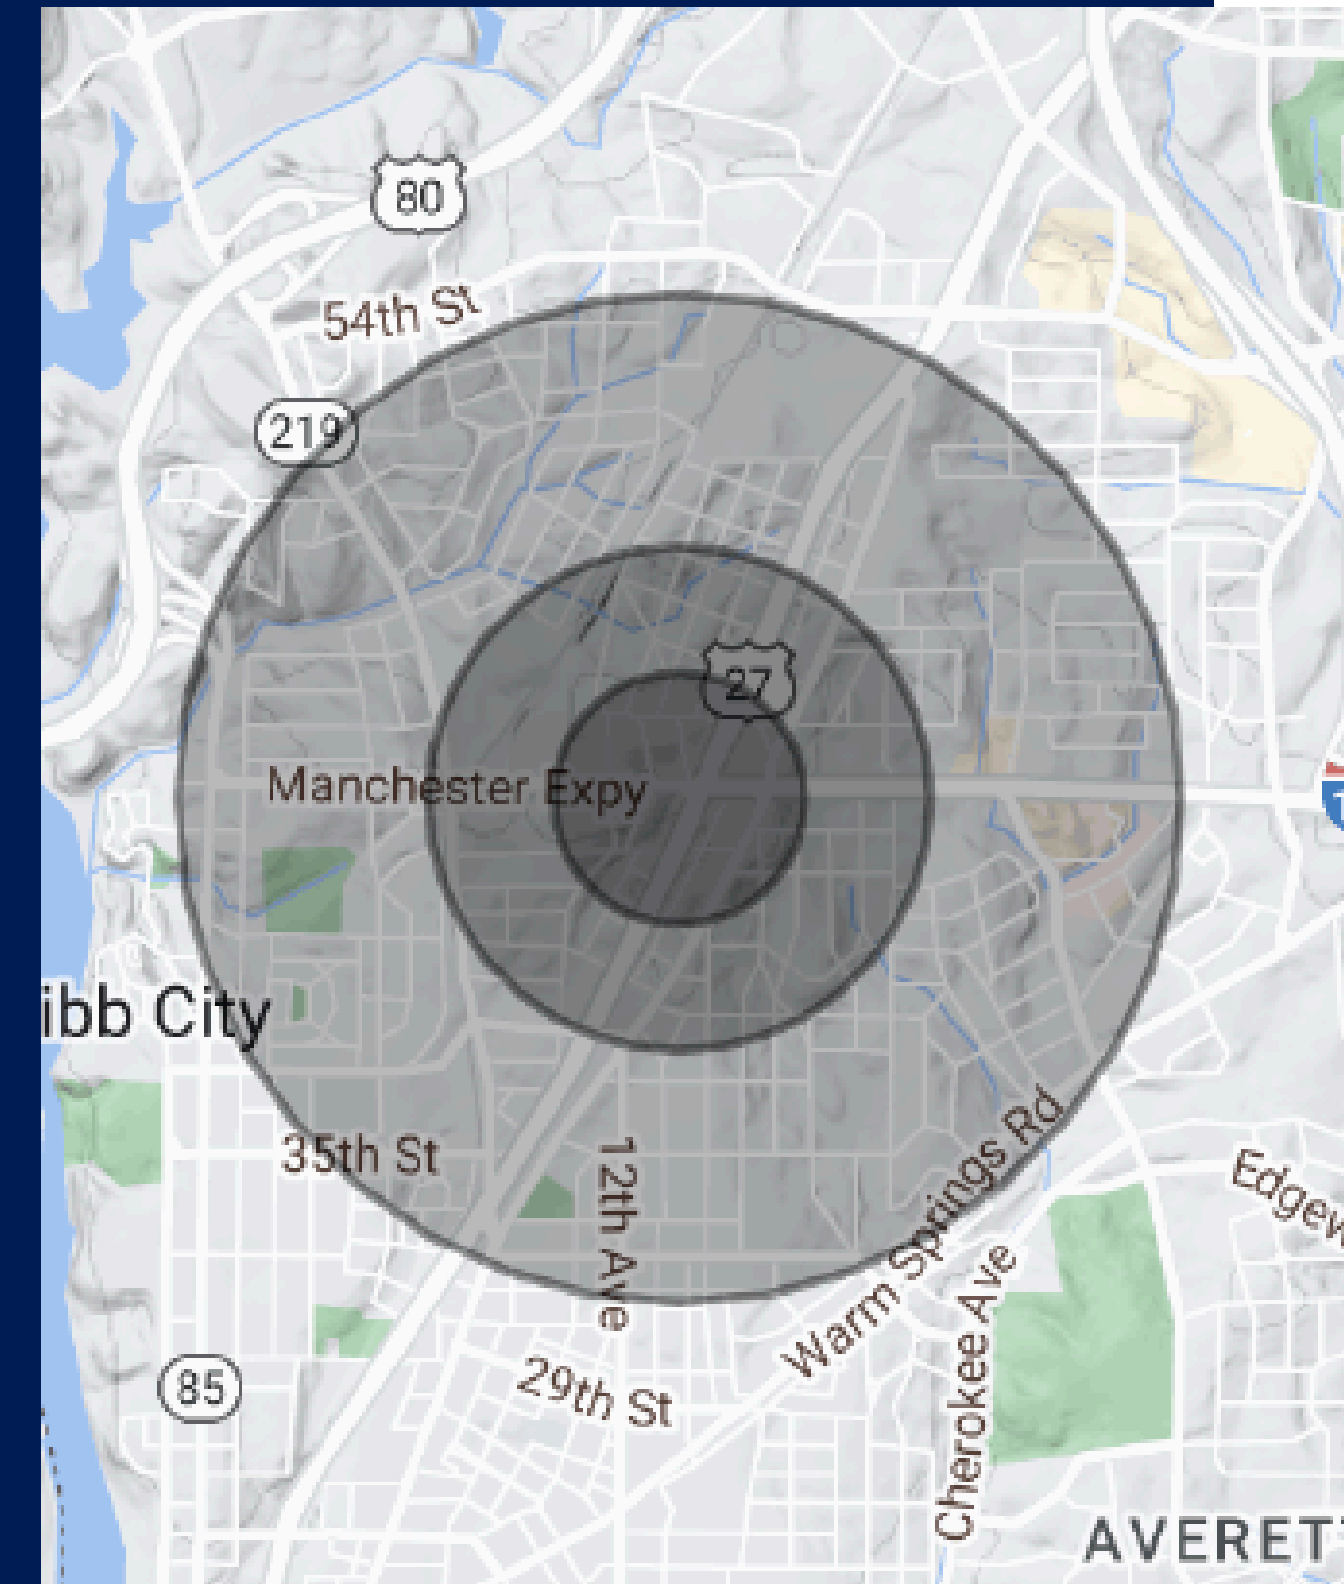 80
54th St
219
27
Manchester Expy
ibb City
35th St
12th Ave
Warm Springs Rd
Edgew
Cherokee Ave
29th St
85
AVERET